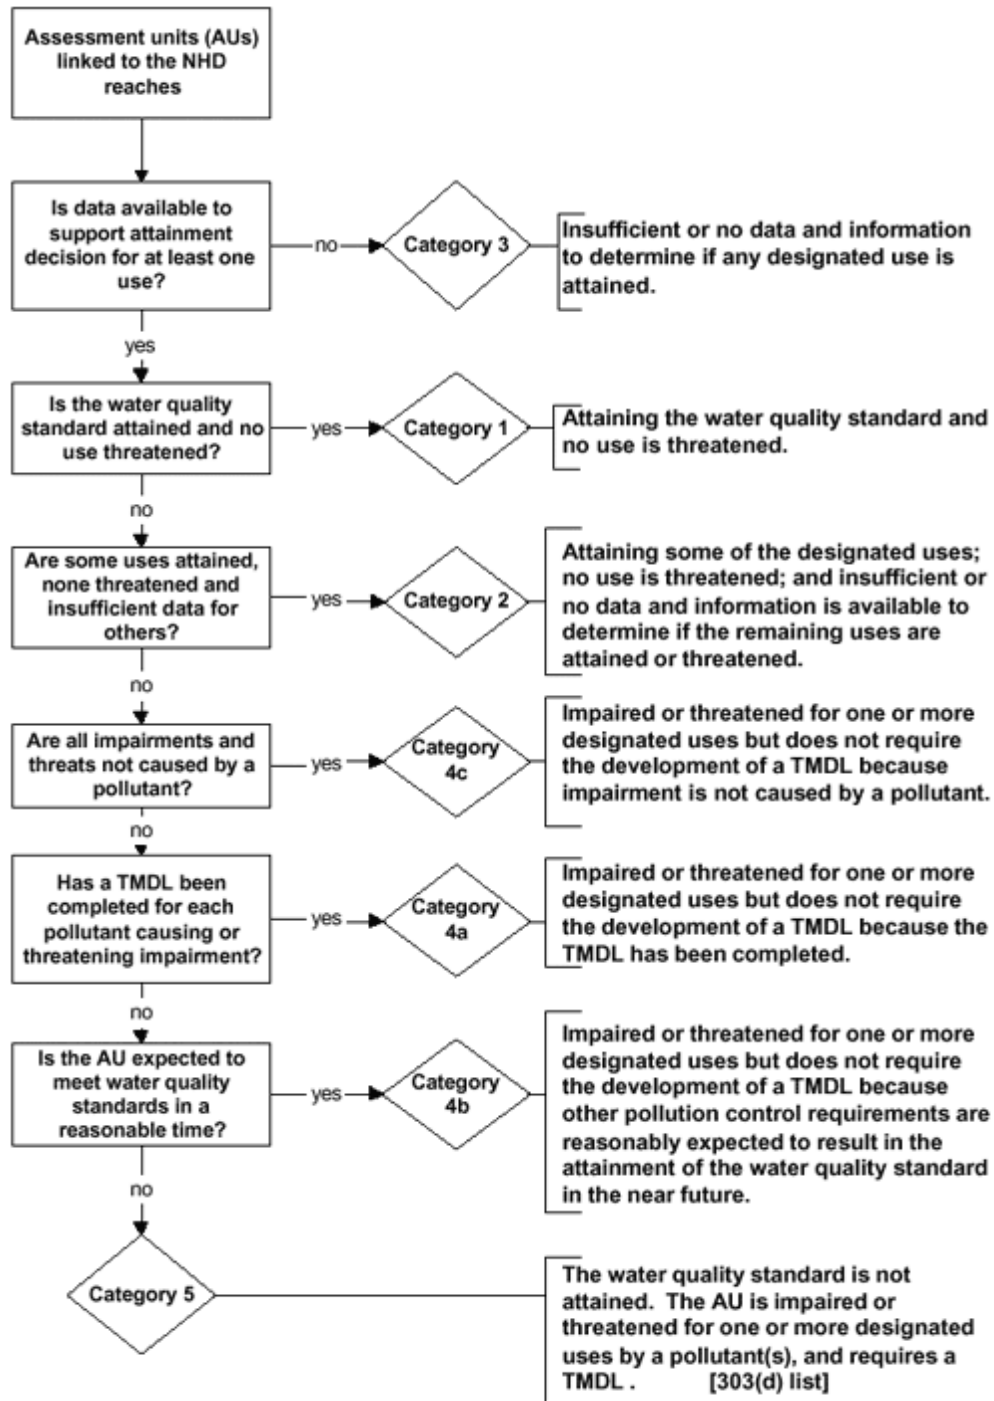 Assessment units (AUs)
linked to the NHD
reaches
Is data available to
support attainment
decision for at least one
use?
no
Category 3
Insufficient or no data and information
to determine if any designated use is
attained.
yes
Is the water quality
standard attained and no
use threatened?
yes
Category 1
Attaining the water quality standard and
no use is threatened.
no
Are some uses attained,
none threatened and
insufficient data for
others?
yes
Category 2
Attaining some of the designated uses;
no use is threatened; and insufficient or
no data and information is available to
determine if the remaining uses are
attained or threatened.
no
Are all impairments and
threats not caused by a
pollutant?
yes
Category
4c
Impaired or threatened for one or more
designated uses but does not require
the development of a TMDL because
impairment is not caused by a pollutant.
no
Has a TMDL been
completed for each
pollutant causing or
threatening impairment?
yes
Category
4a
Impaired or threatened for one or more
designated uses but does not require
the development of a TMDL because the
TMDL has been completed.
no
Is the AU expected to
meet water quality
standards in a
reasonable time?
yes
Category
4b
Impaired or threatened for one or more
designated uses but does not require
the development of a TMDL because
other pollution control requirements are
reasonably expected to result in the
attainment of the water quality standard
in the near future.
no
Category 5
The water quality standard is not
attained. The AU is impaired or
threatened for one or more designated
uses by a pollutant(s), and requires a
TMDL . [303(d) list]